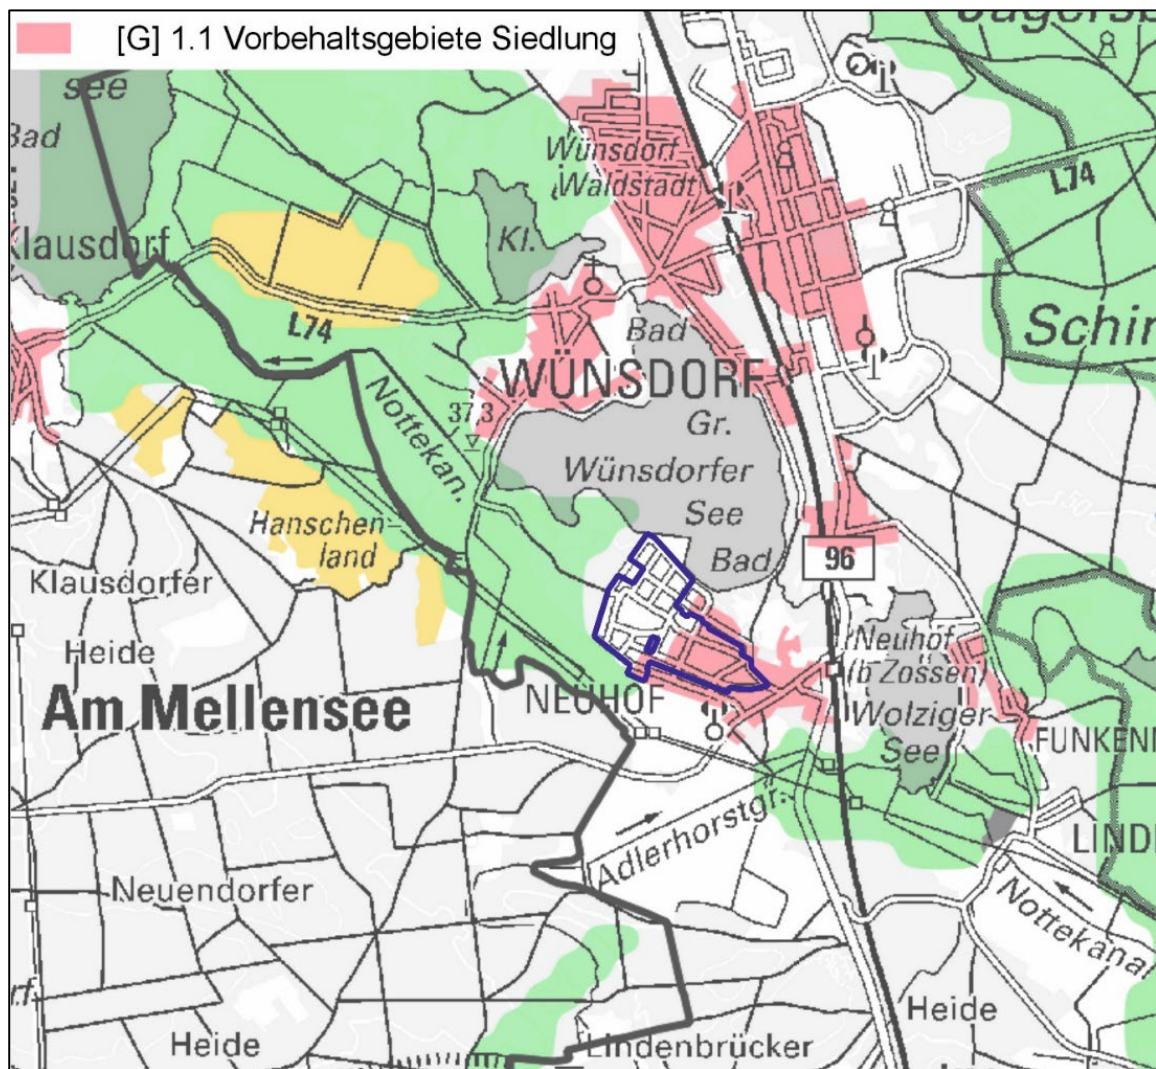 [G] 1.1 Vorbehaltsgebiete Siedlung
see
Bad
Wünsdorf
Waldstadt
L74
Klausdorf
Kl.
Schir
L74
Bad
WÜNSDORF
37,3
Nottekan.
Gr.
Wünsdorfer
See
Bad
Hanschen-
land
96
Klausdorfer
Heide
Neuhof
(b Zossen)
Am Mellensee
NEUHOF
Wolziger
See
FUNKENM
Adlerhorstgr.
LINDE
Neuendorfer
Nottekanal
Heide
Heide
Lindenbrücker